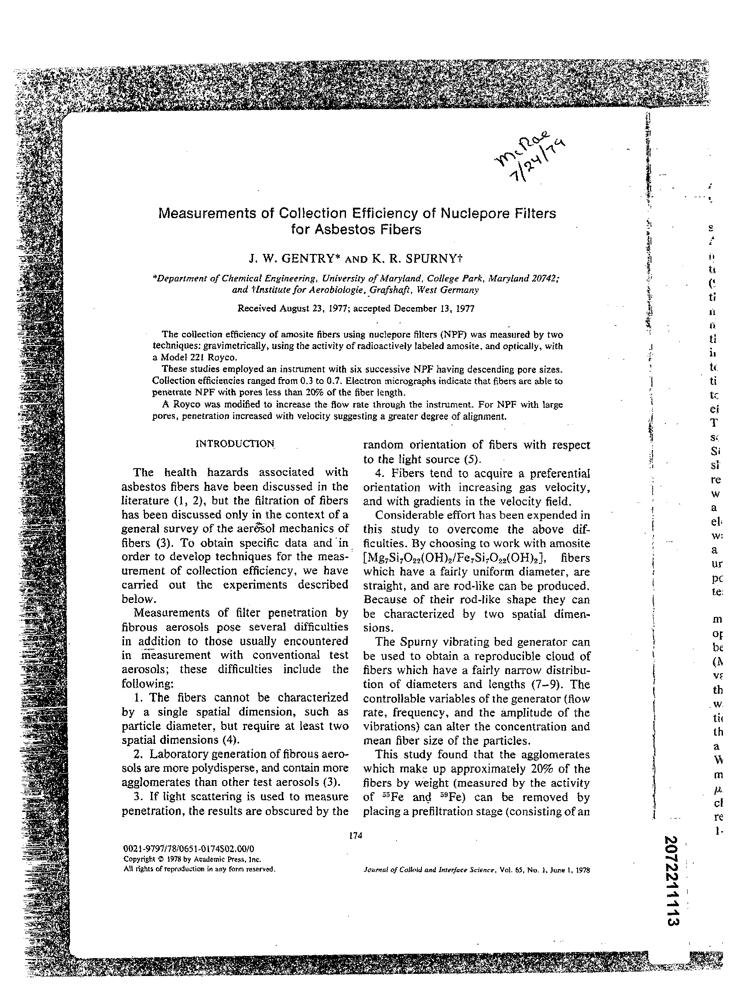 McRae
7/24/79
Measurements of Collection Efficiency of Nuclepore Filters
for Asbestos Fibers
J. W. GENTRY* AND K. R. SPURNY†
*Department of Chemical Engineering, University of Maryland, College Park, Maryland 20742;
and †Institute for Aerobiologie, Grafshaft, West Germany
Received August 23, 1977; accepted December 13, 1977
The collection efficiency of amosite fibers using nuclepore filters (NPF) was measured by two
techniques: gravimetrically, using the activity of radioactively labeled amosite, and optically, with
a Model 221 Royco.
These studies employed an instrument with six successive NPF having descending pore sizes.
Collection efficiencies ranged from 0.3 to 0.7. Electron micrographs indicate that fibers are able to
penetrate NPF with pores less than 20% of the fiber length.
A Royco was modified to increase the flow rate through the instrument. For NPF with large
pores, penetration increased with velocity suggesting a greater degree of alignment.
INTRODUCTION
The health hazards associated with
asbestos fibers have been discussed in the
literature (1, 2), but the filtration of fibers
has been discussed only in the context of a
general survey of the aerosol mechanics of
fibers (3). To obtain specific data and in
order to develop techniques for the meas-
urement of collection efficiency, we have
carried out the experiments described
below.
Measurements of filter penetration by
fibrous aerosols pose several difficulties
in addition to those usually encountered
in measurement with conventional test
aerosols; these difficulties include the
following:
1. The fibers cannot be characterized
by a single spatial dimension, such as
particle diameter, but require at least two
spatial dimensions (4).
2. Laboratory generation of fibrous aero-
sols are more polydisperse, and contain more
agglomerates than other test aerosols (3).
3. If light scattering is used to measure
penetration, the results are obscured by the
random orientation of fibers with respect
to the light source (5).
4. Fibers tend to acquire a preferential
orientation with increasing gas velocity,
and with gradients in the velocity field.
Considerable effort has been expended in
this study to overcome the above dif-
ficulties. By choosing to work with amosite
[Mg₇Si₇O₂₂(OH)₂/Fe₇Si₇O₂₂(OH)₂], fibers
which have a fairly uniform diameter, are
straight, and are rod-like can be produced.
Because of their rod-like shape they can
be characterized by two spatial dimen-
sions.
The Spurny vibrating bed generator can
be used to obtain a reproducible cloud of
fibers which have a fairly narrow distribu-
tion of diameters and lengths (7–9). The
controllable variables of the generator (flow
rate, frequency, and the amplitude of the
vibrations) can alter the concentration and
mean fiber size of the particles.
This study found that the agglomerates
which make up approximately 20% of the
fibers by weight (measured by the activity
of ⁵⁵Fe and ⁵⁹Fe) can be removed by
placing a prefiltration stage (consisting of an
174
0021-9797/78/0651-0174$02.00/0
Copyright © 1978 by Academic Press, Inc.
All rights of reproduction in any form reserved.
Journal of Colloid and Interface Science, Vol. 65, No. 1, June 1, 1978
2072211113